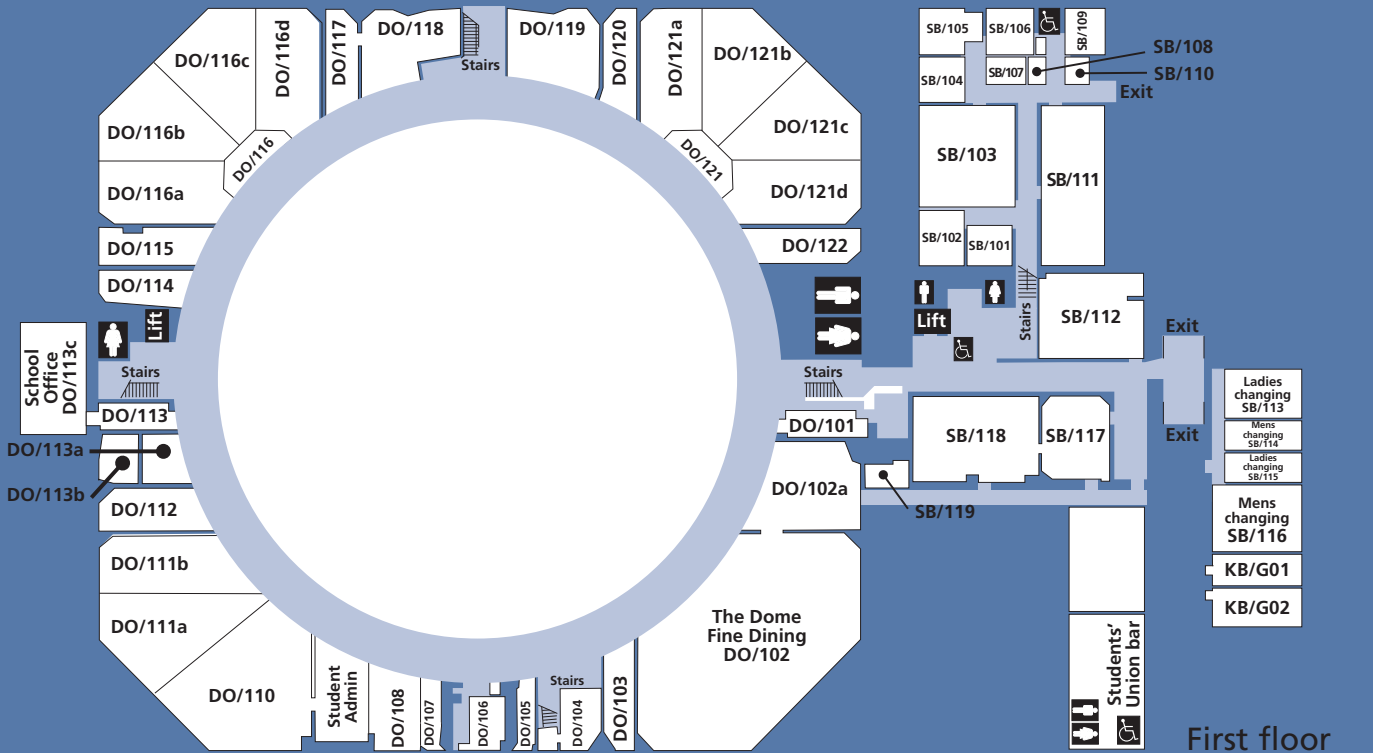 DO/116c
DO/116d
DO/117
DO/118
Stairs
DO/119
DO/120
DO/121a
DO/121b
SB/105
SB/106
SB/109
SB/108
SB/104
SB/107
SB/110
Exit
DO/116b
DO/116
DO/121
DO/121c
DO/116a
DO/121d
SB/103
SB/111
DO/115
DO/122
SB/102
SB/101
DO/114
Lift
Lift
Stairs
SB/112
Exit
School
Office
DO/113c
Stairs
Stairs
DO/113
DO/101
SB/118
SB/117
Exit
Ladies
changing
SB/113
Mens
changing
SB/114
Ladies
changing
SB/115
DO/113a
DO/113b
DO/112
DO/102a
SB/119
Mens
changing
SB/116
DO/111b
KB/G01
KB/G02
DO/111a
The Dome
Fine Dining
DO/102
DO/110
Student
Admin
DO/108
DO/107
DO/106
DO/105
Stairs
DO/104
DO/103
Students’
Union bar
First floor